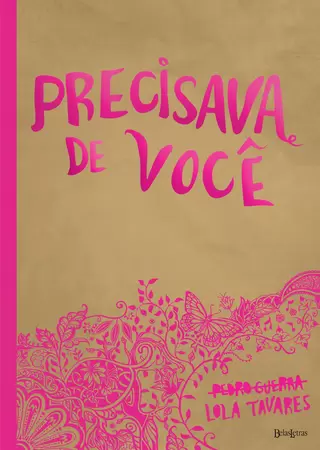 PRECISAVA
DE VOCÊ
PEDRO GUERRA
LOLA TAVARES
BelasLetras